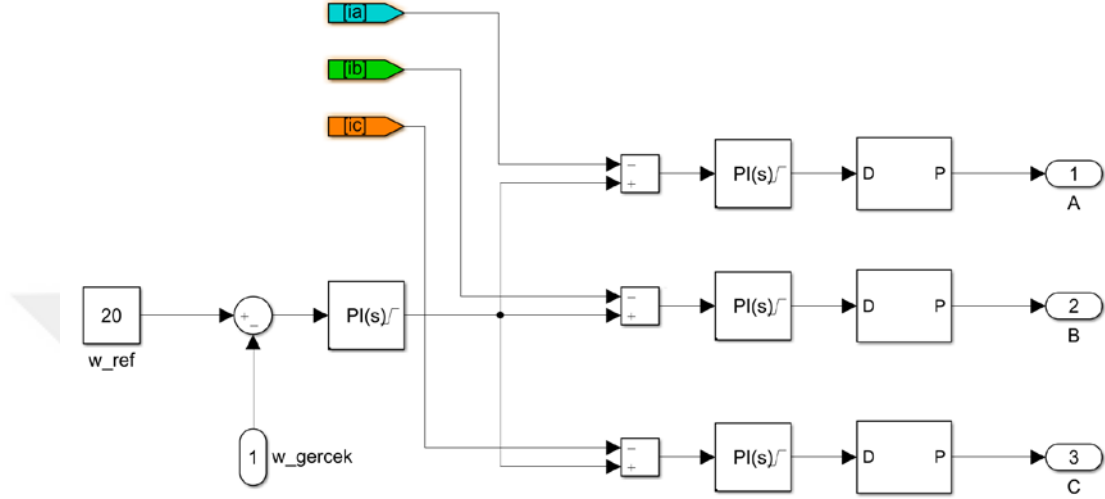 [ia]
[ib]
[ic]
PI(s)
D P
1
A
20
w_ref
+
−
PI(s)
−
+
PI(s)
D P
2
B
1
w_gercek
−
+
PI(s)
D P
3
C
−
+